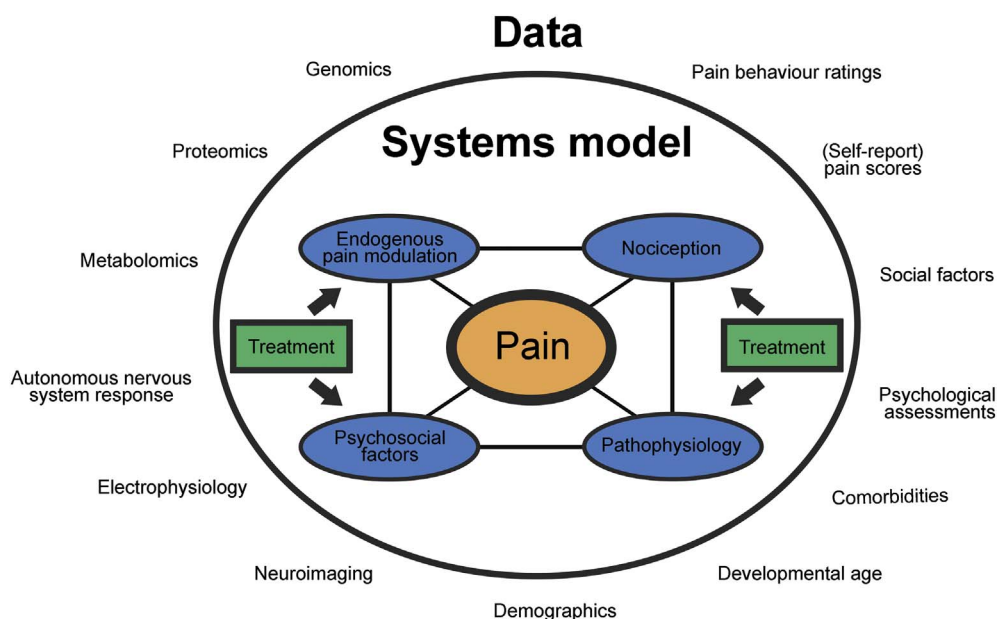 Data
Genomics
Pain behaviour ratings
Systems model
Proteomics
(Self-report)
pain scores
Endogenous
pain modulation
Nociception
Metabolomics
Social factors
Treatment
Pain
Treatment
Autonomous nervous
system response
Psychological
assessments
Psychosocial
factors
Pathophysiology
Electrophysiology
Comorbidities
Neuroimaging
Developmental age
Demographics